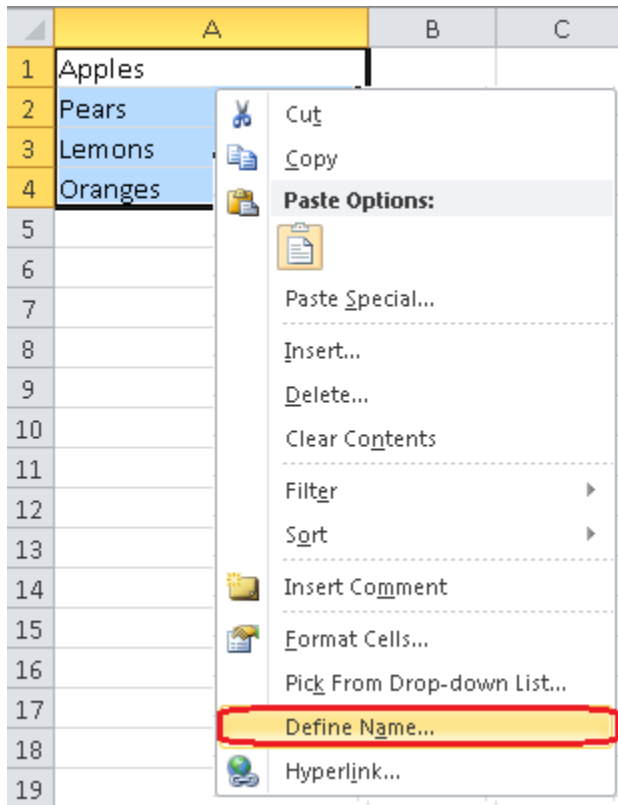 A B C
1 Apples
2 Pears
3 Lemons
4 Oranges
5
6
7
8
9
10
11
12
13
14
15
16
17
18
19
Cut
Copy
Paste Options:
Paste Special...
Insert...
Delete...
Clear Contents
Filter
Sort
Insert Comment
Format Cells...
Pick From Drop-down List...
Define Name...
Hyperlink...